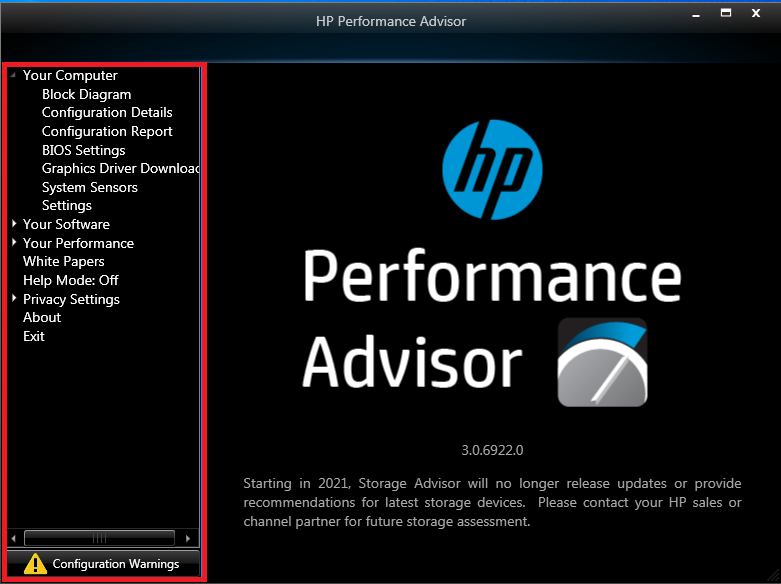 HP Performance Advisor
Your Computer
Block Diagram
Configuration Details
Configuration Report
BIOS Settings
Graphics Driver Downloa
System Sensors
Settings
Your Software
Your Performance
White Papers
Help Mode: Off
Privacy Settings
About
Exit
Configuration Warnings
hp
Performance
Advisor
3.0.6922.0
Starting in 2021, Storage Advisor will no longer release updates or provide
recommendations for latest storage devices. Please contact your HP sales or
channel partner for future storage assessment.